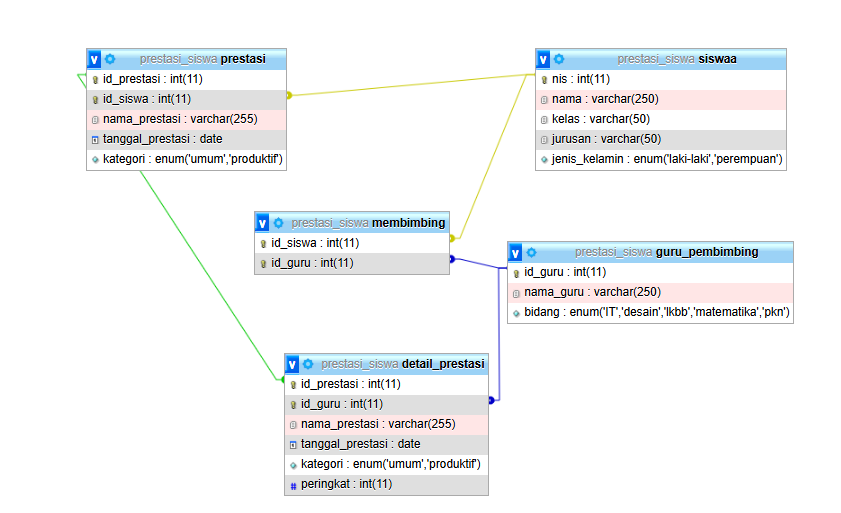 prestasi_siswa prestasi
id_prestasi : int(11)
id_siswa : int(11)
nama_prestasi : varchar(255)
tanggal_prestasi : date
kategori : enum('umum','produktif')
prestasi_siswa siswaa
nis : int(11)
nama : varchar(250)
kelas : varchar(50)
jurusan : varchar(50)
jenis_kelamin : enum('laki-laki','perempuan')
prestasi_siswa membimbing
id_siswa : int(11)
id_guru : int(11)
prestasi_siswa guru_pembimbing
id_guru : int(11)
nama_guru : varchar(250)
bidang : enum('IT','desain','lkbb','matematika','pkn')
prestasi_siswa detail_prestasi
id_prestasi : int(11)
id_guru : int(11)
nama_prestasi : varchar(255)
tanggal_prestasi : date
kategori : enum('umum','produktif')
peringkat : int(11)